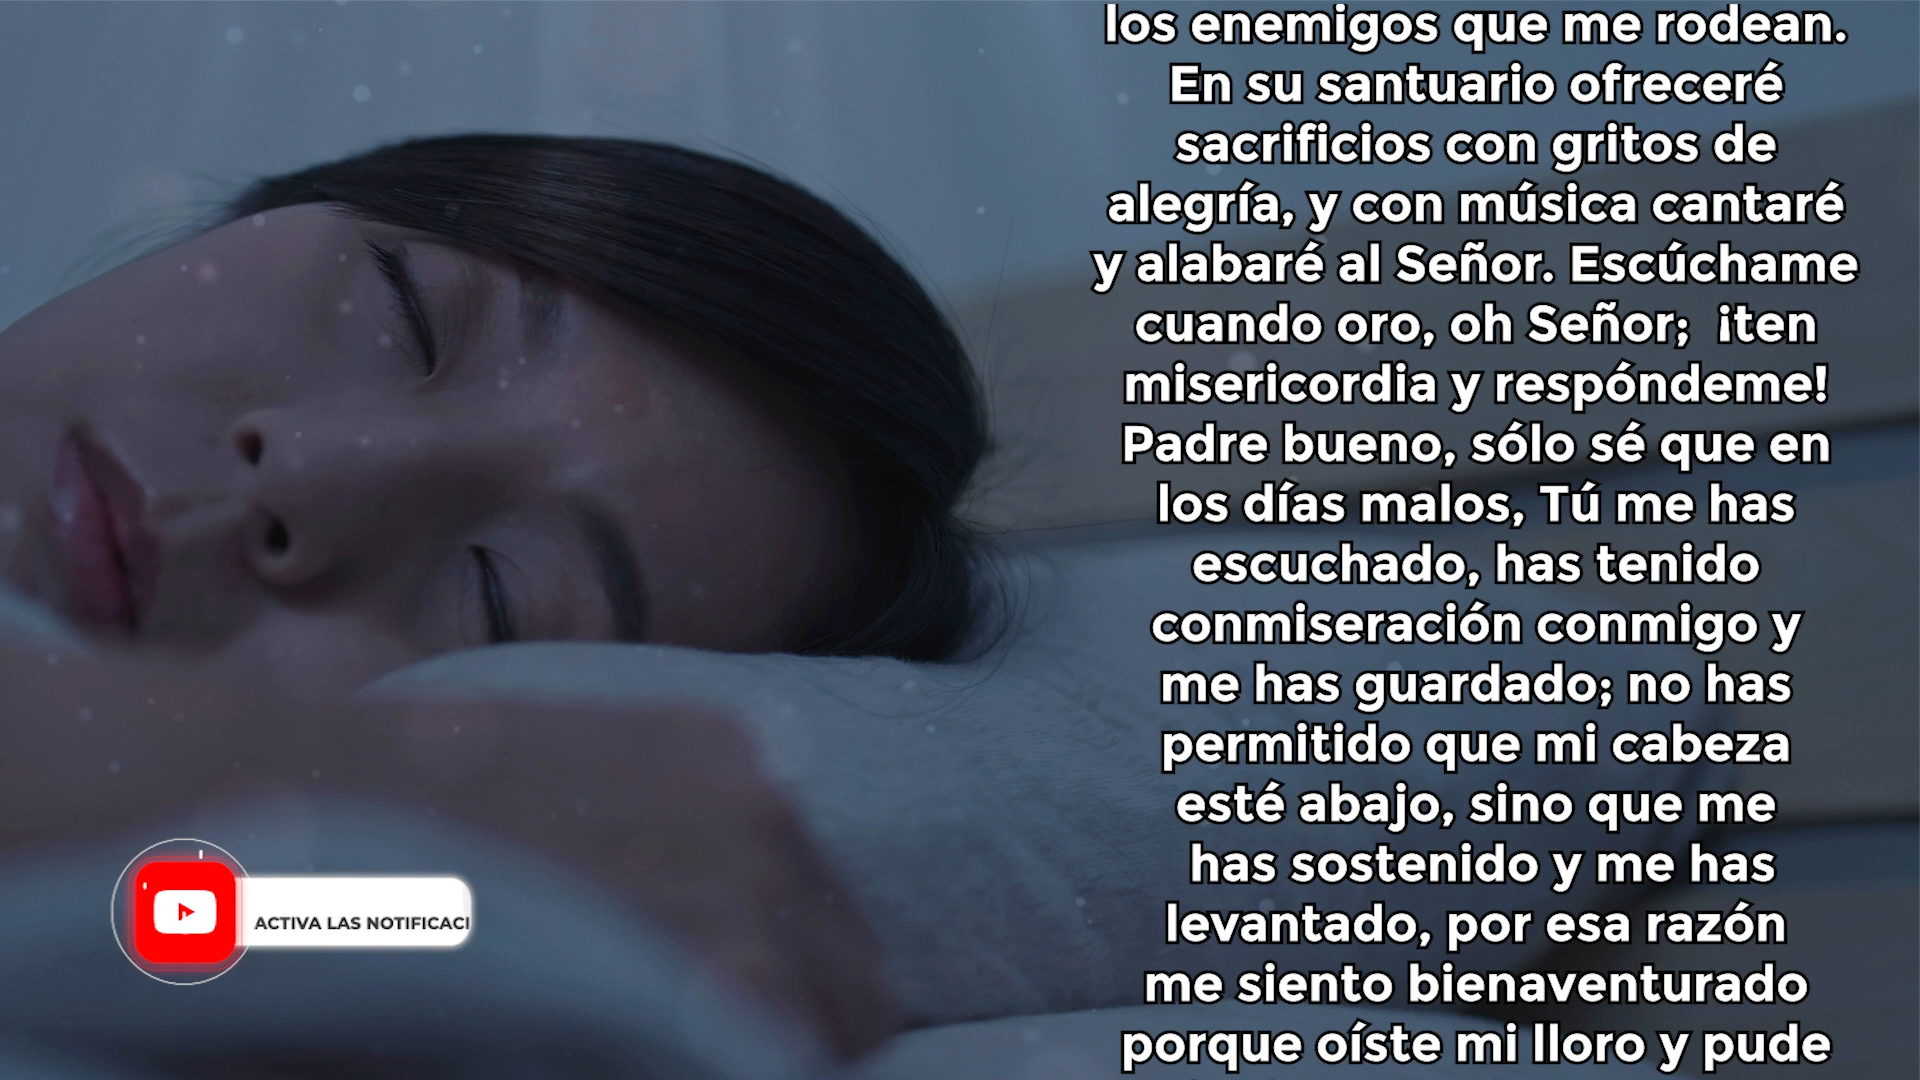 los enemigos que me rodean.
En su santuario ofreceré
sacrificios con gritos de
alegría, y con música cantaré
y alabaré al Señor. Escúchame
cuando oro, oh Señor;  ¡ten
misericordia y respóndeme!
Padre bueno, sólo sé que en
los días malos, Tú me has
escuchado, has tenido
conmiseración conmigo y
me has guardado; no has
permitido que mi cabeza
esté abajo, sino que me
has sostenido y me has
levantado, por esa razón
me siento bienaventurado
porque oíste mi lloro y pude
ACTIVA LAS NOTIFICACI